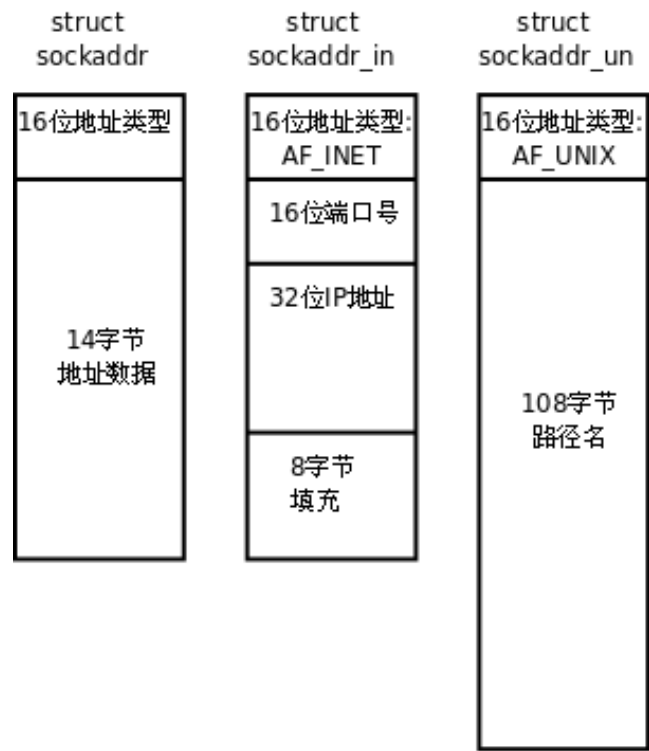 struct
sockaddr
16位地址类型
14字节
地址数据
struct
sockaddr_in
16位地址类型:
AF_INET
16位端口号
32位IP地址
8字节
填充
struct
sockaddr_un
16位地址类型:
AF_UNIX
108字节
路径名